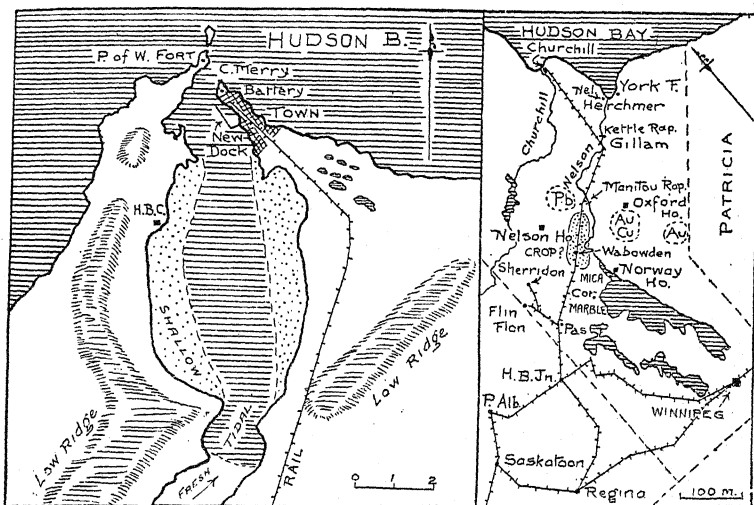 HUDSON B.
P. of W. FORT
C. Merry
Battery
TOWN
New
Dock
H.B.C.
SHALLOW
TIDAL
FRESH
Low Ridge
Low Ridge
RAIL
0 1 2
HUDSON BAY
Churchill
York F.
Nel.
Herchmer
Kettle Rap.
Gillam
Churchill
Nelson
PATRICIA
Manitou Rap.
Pb
Oxford
Ho.
Au
Cu
Au
Nelson Ho.
CROP?
Wabowden
Sherridon
MICA
Norway
Ho.
Cor.
MARBLE
Flin
Flon
Pas
H.B.Jn.
P. Alb.
WINNIPEG
Saskatoon
Regina
100 m.